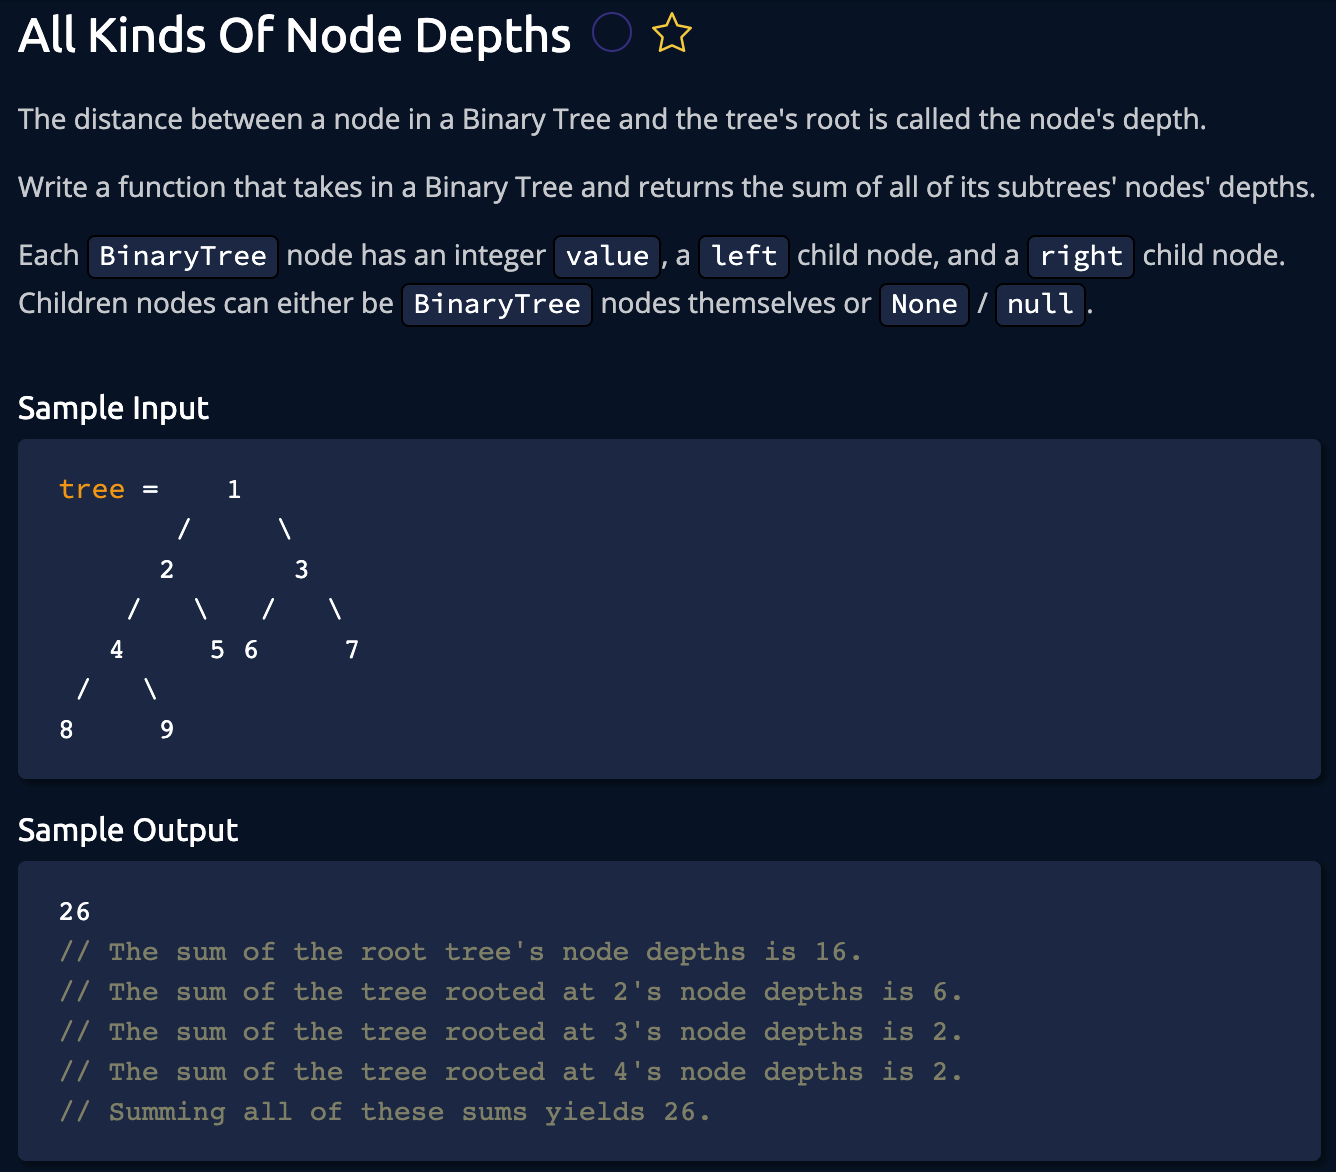 All Kinds Of Node Depths
The distance between a node in a Binary Tree and the tree's root is called the node's depth.
Write a function that takes in a Binary Tree and returns the sum of all of its subtrees' nodes' depths.
Each BinaryTree node has an integer value, a left child node, and a right child node.
Children nodes can either be BinaryTree nodes themselves or None / null.
Sample Input
tree =    1
       /     \
      2       3
    /   \   /   \
   4     5 6     7
 /   \
8     9
Sample Output
26
// The sum of the root tree's node depths is 16.
// The sum of the tree rooted at 2's node depths is 6.
// The sum of the tree rooted at 3's node depths is 2.
// The sum of the tree rooted at 4's node depths is 2.
// Summing all of these sums yields 26.